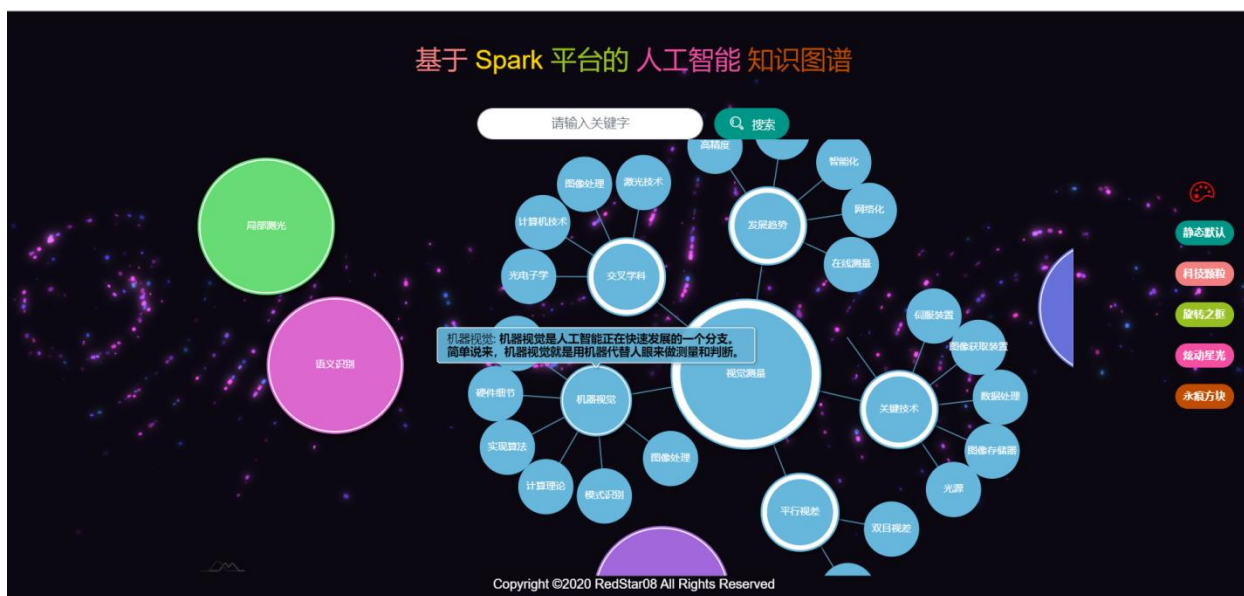 基于 Spark 平台的 人工智能 知识图谱
请输入关键字
搜索
高精度
智能化
图像处理
激光技术
网络化
计算机技术
发展趋势
静态默认
局部测光
在线测量
光电子学
交叉学科
科技颗粒
伺服装置
旋转之框
机器视觉: 机器视觉是人工智能正在快速发展的一个分支。
简单说来，机器视觉就是用机器代替人眼来做测量和判断。
图像获取装置
炫动星光
语义识别
视觉测量
硬件细节
机器视觉
数据处理
永痕方块
关键技术
实现算法
图像处理
图像存储器
计算理论
模式识别
光源
平行视差
双目视差
Copyright ©2020 RedStar08 All Rights Reserved